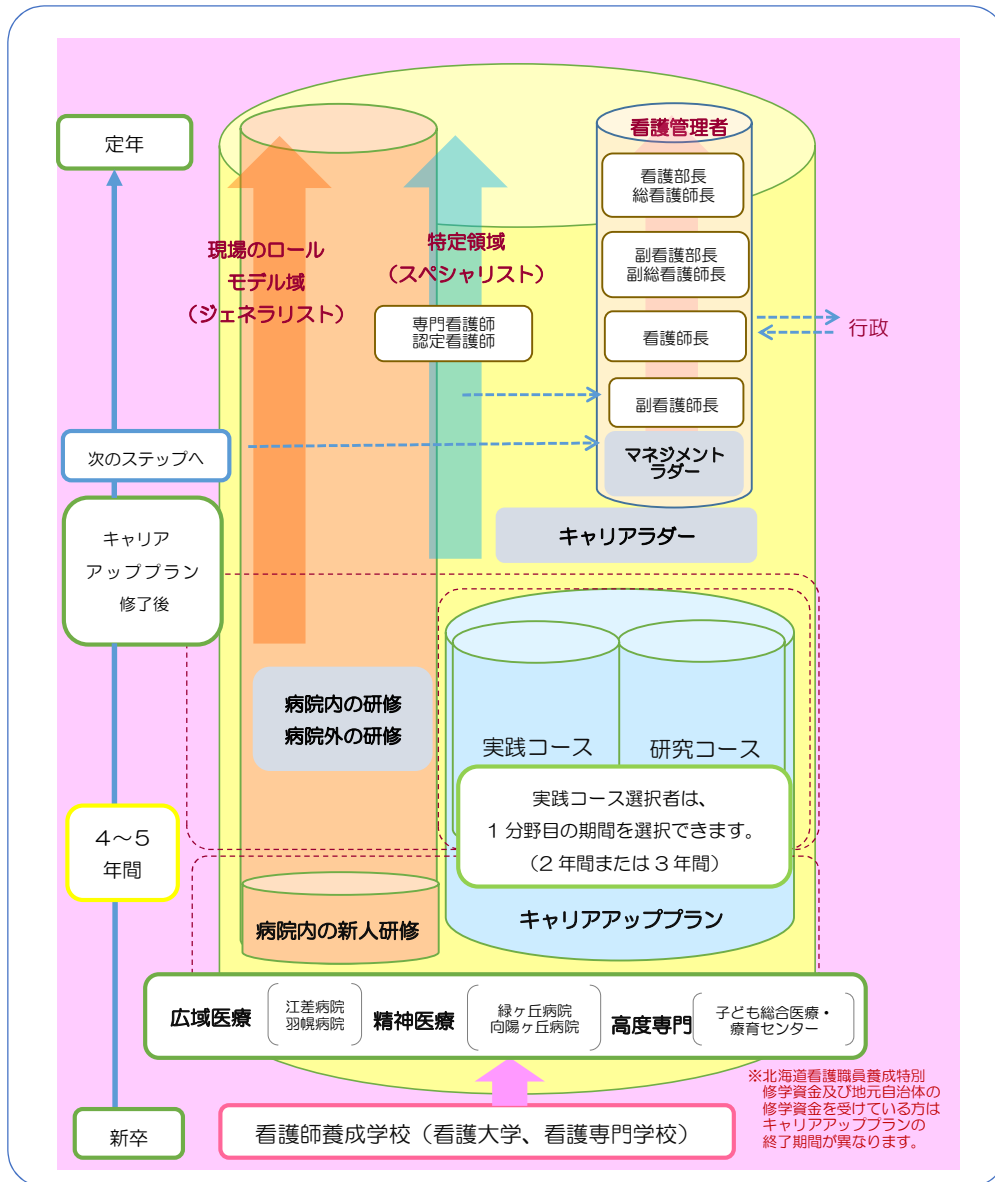 定年
看護管理者
看護部長
総看護師長
副看護部長
副総看護師長
看護師長
副看護師長
マネジメント
ラダー
行政
現場のロール
モデル域
（ジェネラリスト）
特定領域
（スペシャリスト）
専門看護師
認定看護師
次のステップへ
キャリア
アッププラン
修了後
キャリアラダー
病院内の研修
病院外の研修
実践コース
研究コース
実践コース選択者は、
1分野目の期間を選択できます。
（2年間または3年間）
4～5
年間
病院内の新人研修
キャリアアッププラン
広域医療
江差病院
羽幌病院
精神医療
緑ヶ丘病院
向陽ヶ丘病院
高度専門
子ども総合医療・
療育センター
新卒
看護師養成学校（看護大学、看護専門学校）
※北海道看護職員養成特別
修学資金及び地元自治体の
修学資金を受けている方は
キャリアアッププランの
終了期間が異なります。